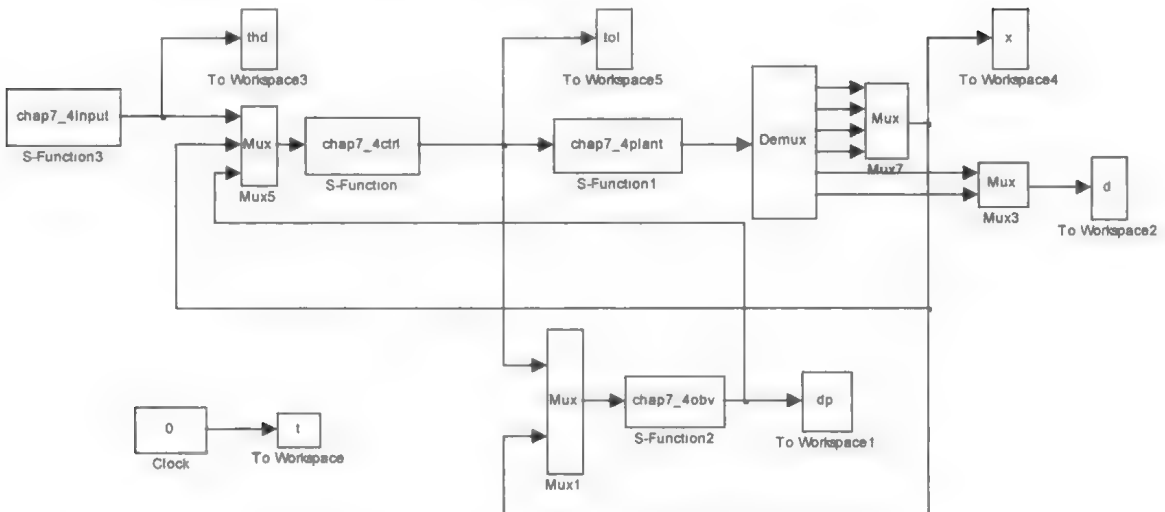 thd
To Workspace3
tol
To Workspace5
x
To Workspace4
chap7_4Input
S-Function3
Mux
Mux5
chap7_4ctrl
S-Function
chap7_4plant
S-Function1
Demux
Mux
Mux7
Mux
Mux3
d
To Workspace2
Mux
Mux1
chap7_4obv
S-Function2
dp
To Workspace1
0
Clock
t
To Workspace